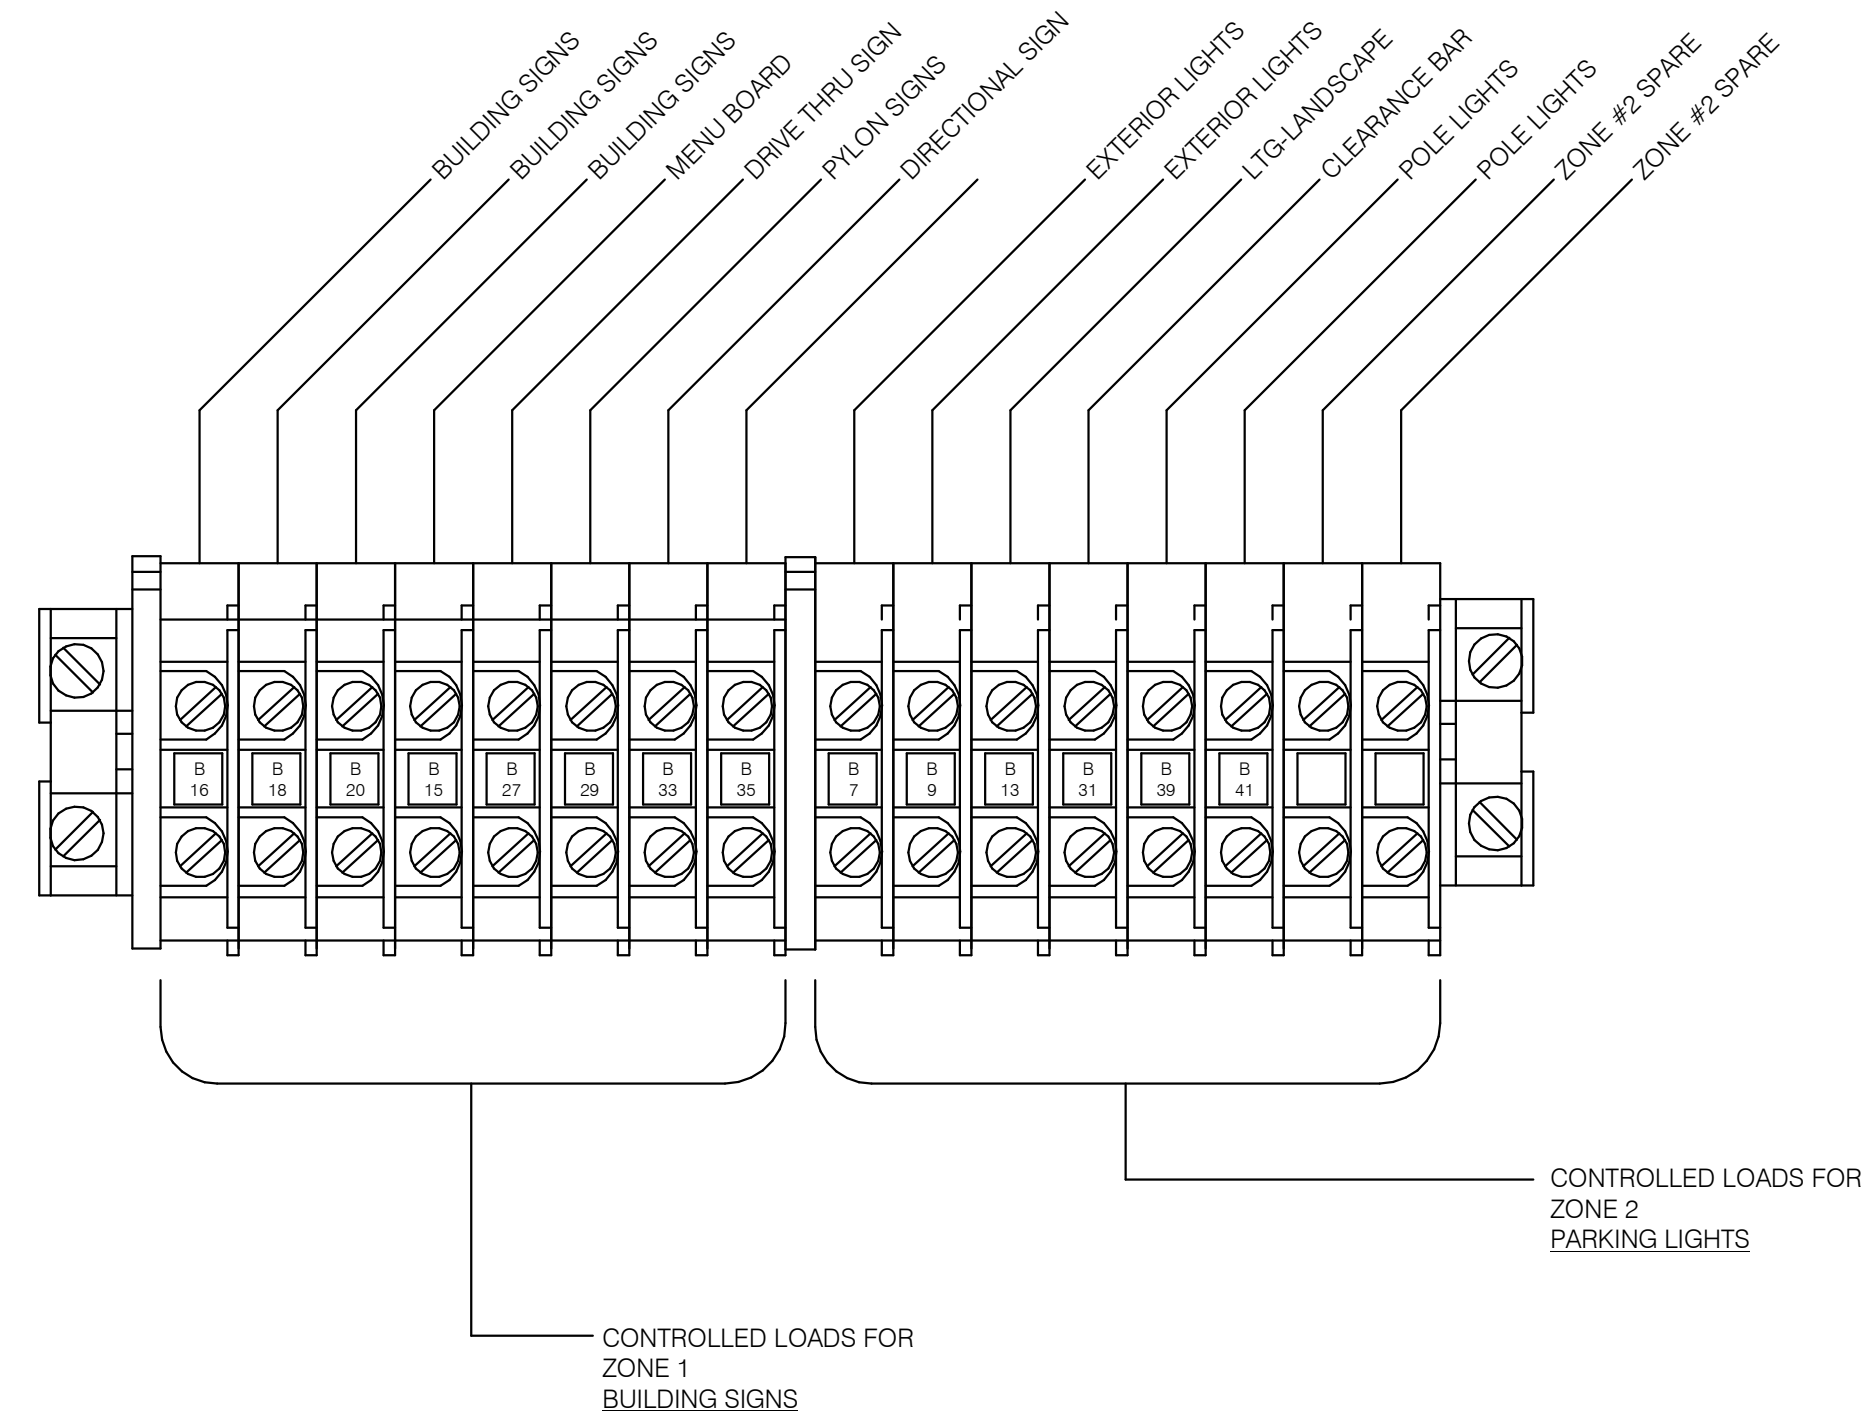 BUILDING SIGNS
BUILDING SIGNS
BUILDING SIGNS
MENU BOARD
DRIVE THRU SIGN
PYLON SIGNS
DIRECTIONAL SIGN
EXTERIOR LIGHTS
EXTERIOR LIGHTS
LTG-LANDSCAPE
CLEARANCE BAR
POLE LIGHTS
POLE LIGHTS
ZONE #2 SPARE
ZONE #2 SPARE
B
16
B
18
B
20
B
15
B
27
B
29
B
33
B
35
B
7
B
9
B
13
B
31
B
39
B
41
CONTROLLED LOADS FOR
ZONE 2
PARKING LIGHTS
CONTROLLED LOADS FOR
ZONE 1
BUILDING SIGNS